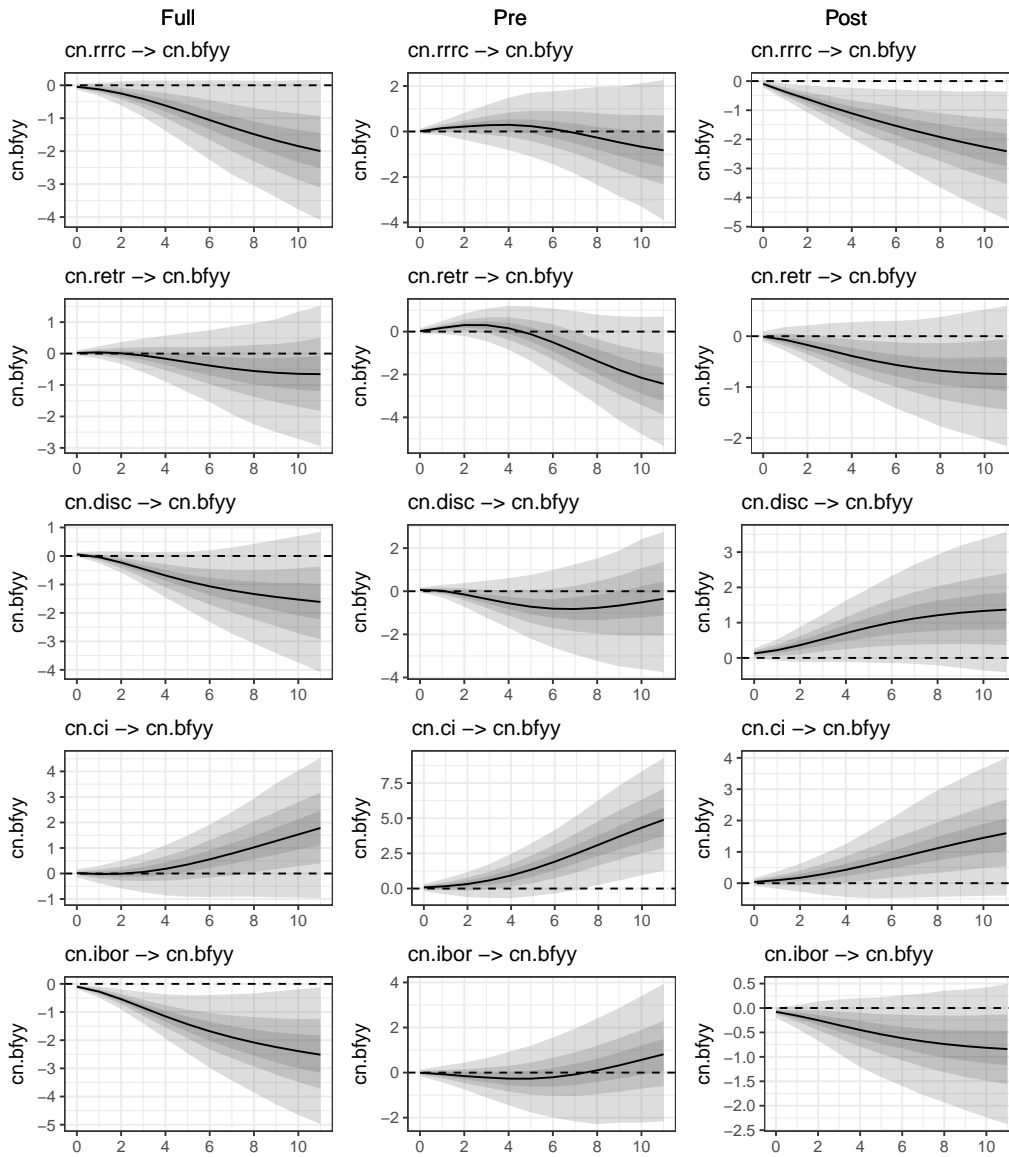 Full Pre Post
cn.rrrc −> cn.bfyy cn.rrrc −> cn.bfyy cn.rrrc −> cn.bfyy
cn.bfyy cn.bfyy cn.bfyy
0 2 0
−1 0 −1
−2 −2 −2
−3 −4 −3
−4 −4
−5
0 2 4 6 8 10 0 2 4 6 8 10 0 2 4 6 8 10
cn.retr −> cn.bfyy cn.retr −> cn.bfyy cn.retr −> cn.bfyy
cn.bfyy cn.bfyy cn.bfyy
1 0 0
0 −2 −1
−1 −4 −2
−2
−3
0 2 4 6 8 10 0 2 4 6 8 10 0 2 4 6 8 10
cn.disc −> cn.bfyy cn.disc −> cn.bfyy cn.disc −> cn.bfyy
cn.bfyy cn.bfyy cn.bfyy
1 2 3
0 0 2
−1 −2 1
−2 −4 0
−3
−4
0 2 4 6 8 10 0 2 4 6 8 10 0 2 4 6 8 10
cn.ci −> cn.bfyy cn.ci −> cn.bfyy cn.ci −> cn.bfyy
cn.bfyy cn.bfyy cn.bfyy
4 7.5 4
3 5.0 3
2 2.5 2
1 0.0 1
0 0
−1
0 2 4 6 8 10 0 2 4 6 8 10 0 2 4 6 8 10
cn.ibor −> cn.bfyy cn.ibor −> cn.bfyy cn.ibor −> cn.bfyy
cn.bfyy cn.bfyy cn.bfyy
0 4 0.5
−1 2 0.0
−2 0 −0.5
−3 −2 −1.0
−4 −1.5
−5 −2.0
−2.5
0 2 4 6 8 10 0 2 4 6 8 10 0 2 4 6 8 10